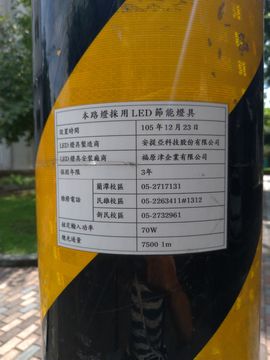 本路燈採用LED節能燈具
設置時間 105年12月23日
LED燈具製造商 安提亞科技股份有限公司
LED燈具安裝廠商 福原津企業有限公司
保固年限 3年
維修電話 蘭潭校區 05-2717131
民雄校區 05-2263411#1312
新民校區 05-2732961
額定輸入功率 70W
總光通量 7500 lm